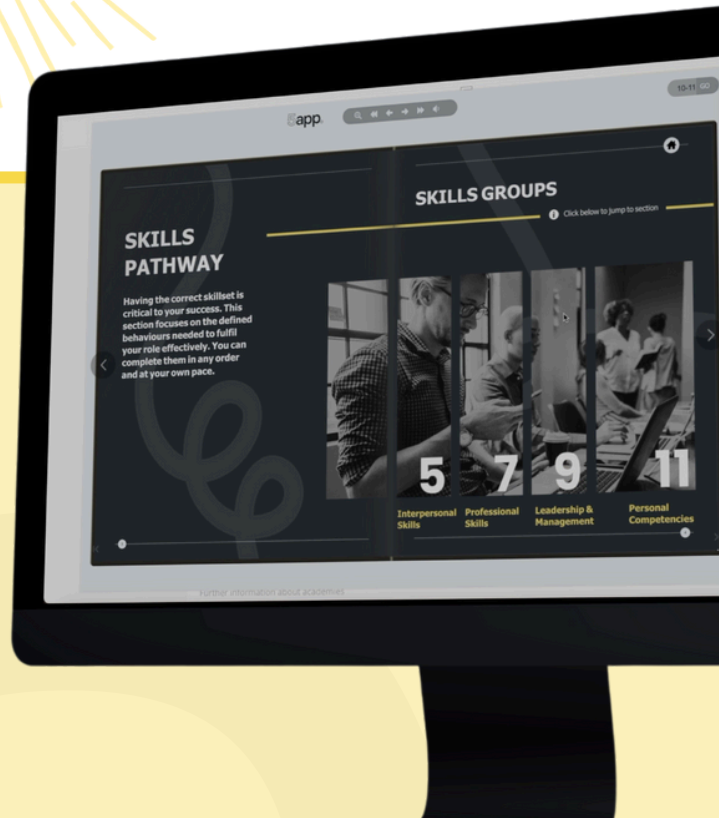 5app
10-11
SKILLS
PATHWAY
Having the correct skillset is
critical to your success. This
section focuses on the defined
behaviours needed to fulfil
your role effectively. You can
complete them in any order
and at your own pace.
SKILLS GROUPS
i Click below to jump to section
5
7
9
11
Interpersonal
Skills
Professional
Skills
Leadership &
Management
Personal
Competencies
Further information about academies